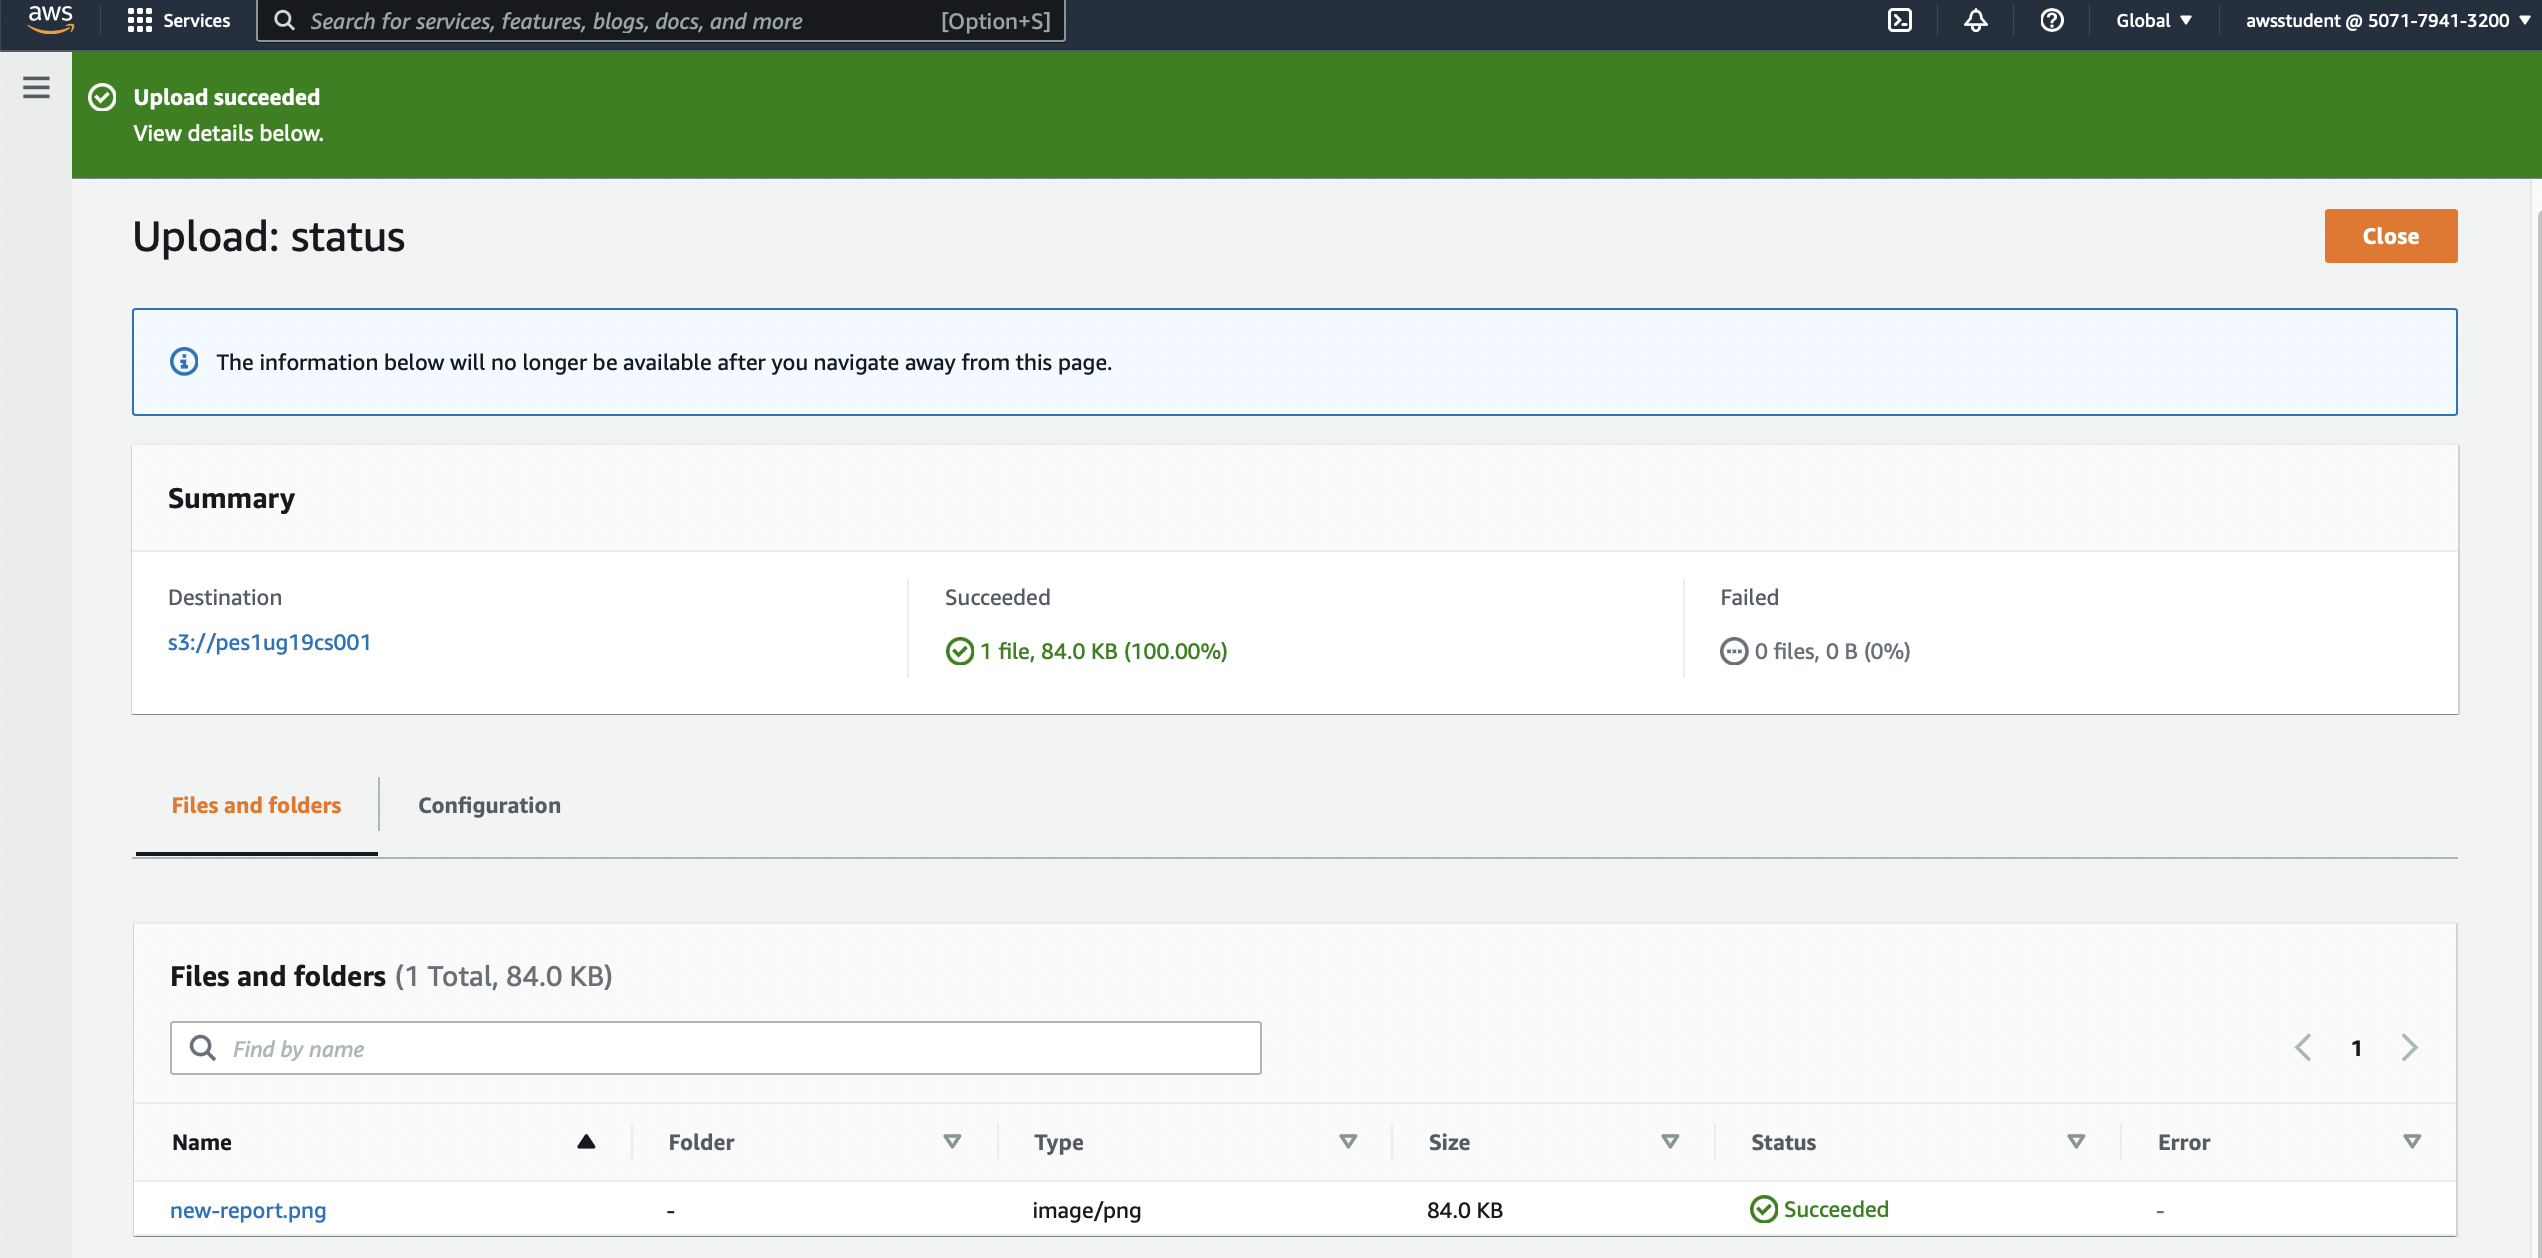 aws
Services
Search for services, features, blogs, docs, and more
[Option+S]
Global
awsstudent @ 5071-7941-3200
Upload succeeded
View details below.
Upload: status
Close
The information below will no longer be available after you navigate away from this page.
Summary
Destination
s3://pes1ug19cs001
Succeeded
1 file, 84.0 KB (100.00%)
Failed
0 files, 0 B (0%)
Files and folders
Configuration
Files and folders (1 Total, 84.0 KB)
Find by name
1
Name Folder Type Size Status Error
new-report.png - image/png 84.0 KB Succeeded -